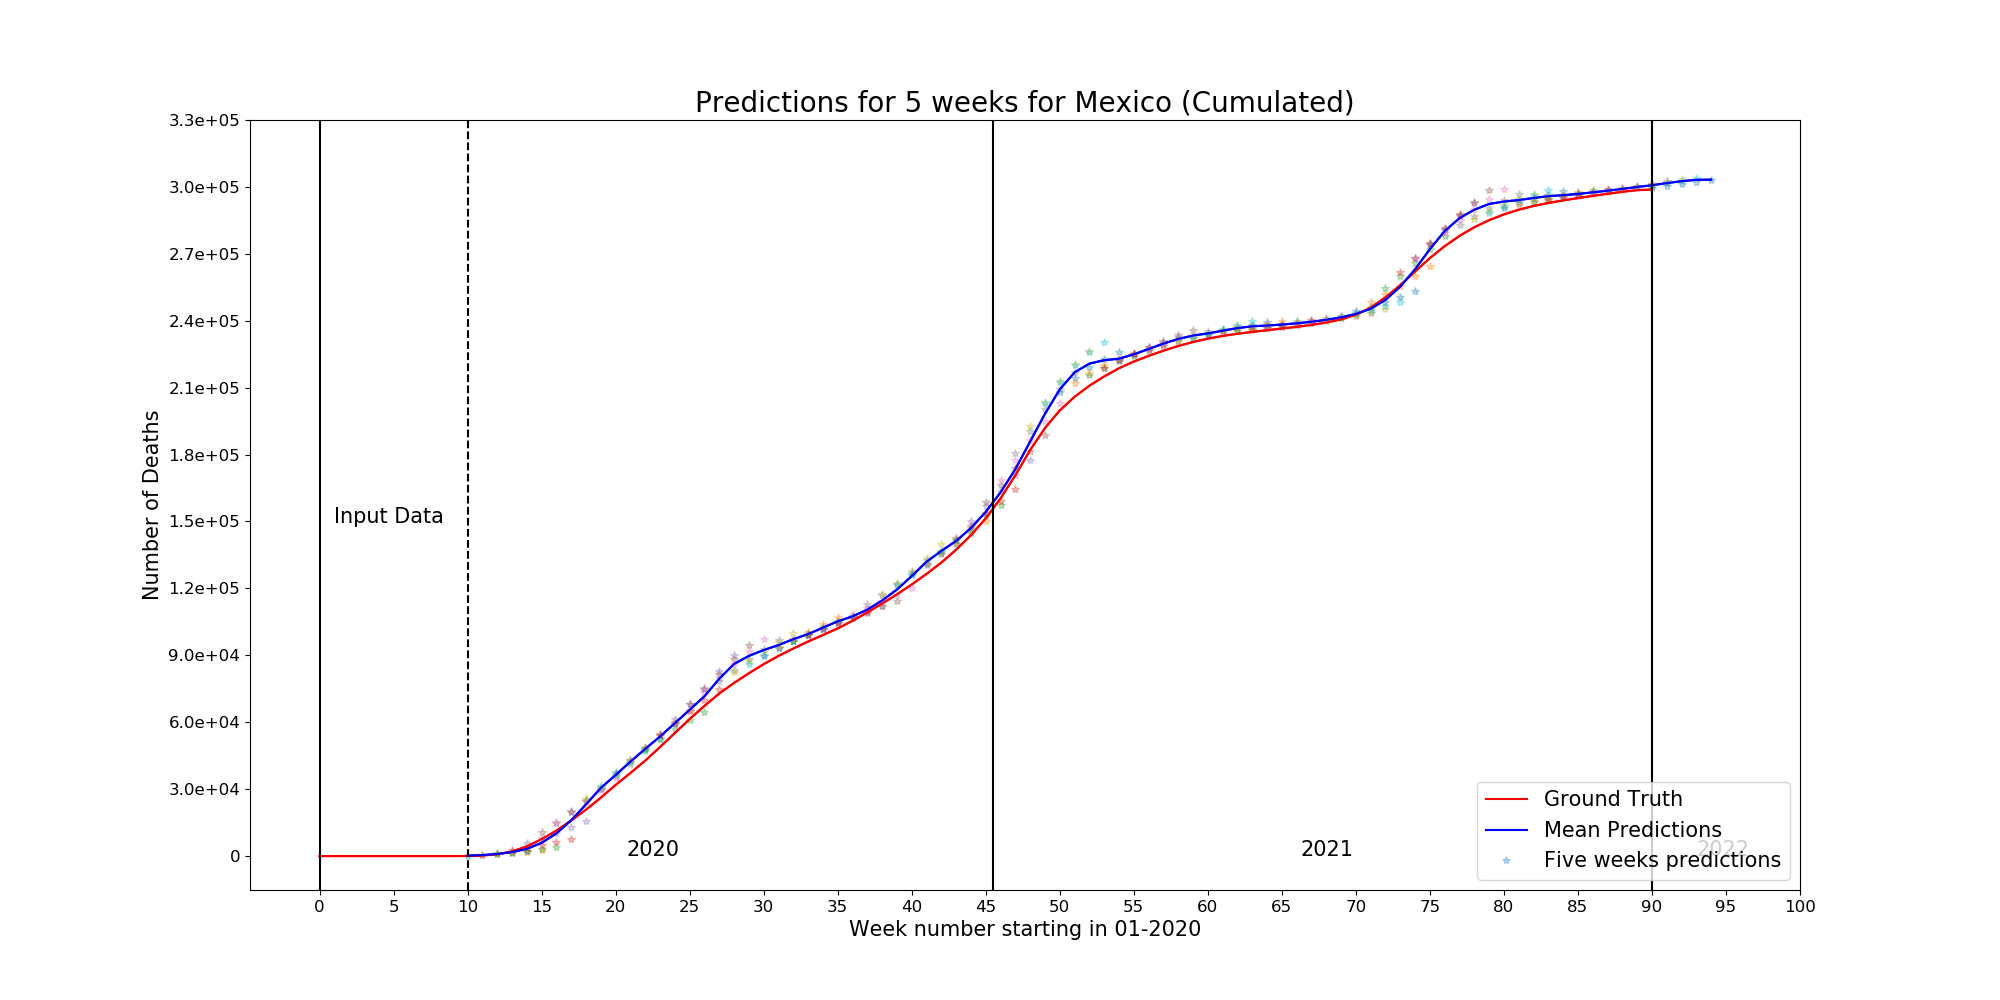 Predictions for 5 weeks for Mexico (Cumulated)
3.3e+05
3.0e+05
2.7e+05
2.4e+05
2.1e+05
1.8e+05
1.5e+05
1.2e+05
9.0e+04
6.0e+04
3.0e+04
0
Number of Deaths
Input Data
2020
2021
2022
Ground Truth
Mean Predictions
Five weeks predictions
0 5 10 15 20 25 30 35 40 45 50 55 60 65 70 75 80 85 90 95 100
Week number starting in 01-2020